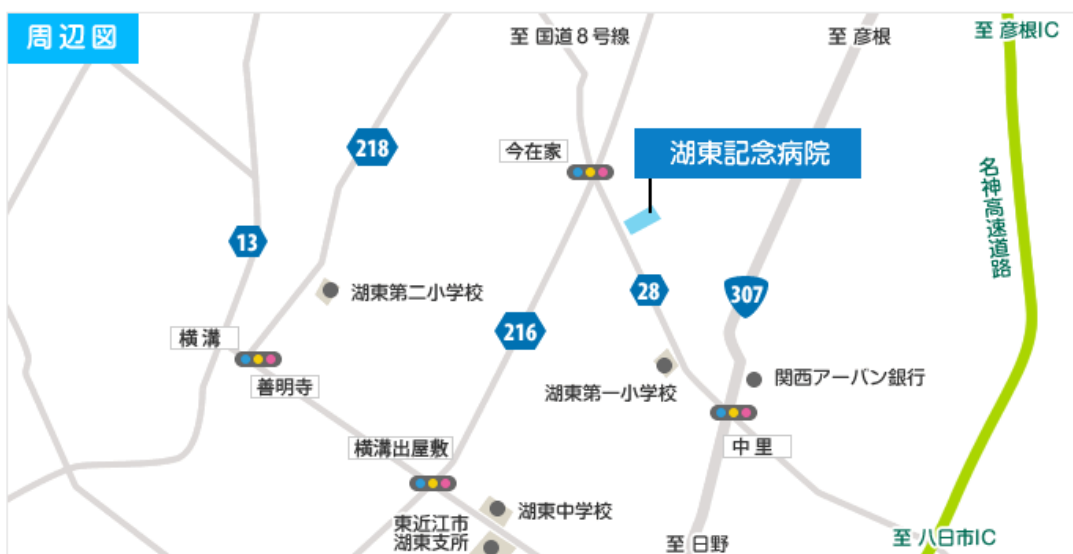 周辺図
至 国道8号線
至 彦根
至 彦根IC
218
今在家
湖東記念病院
名神高速道路
13
湖東第二小学校
28
307
216
横溝
善明寺
湖東第一小学校
関西アーバン銀行
横溝出屋敷
中里
東近江市
湖東支所
湖東中学校
至 日野
至 八日市IC